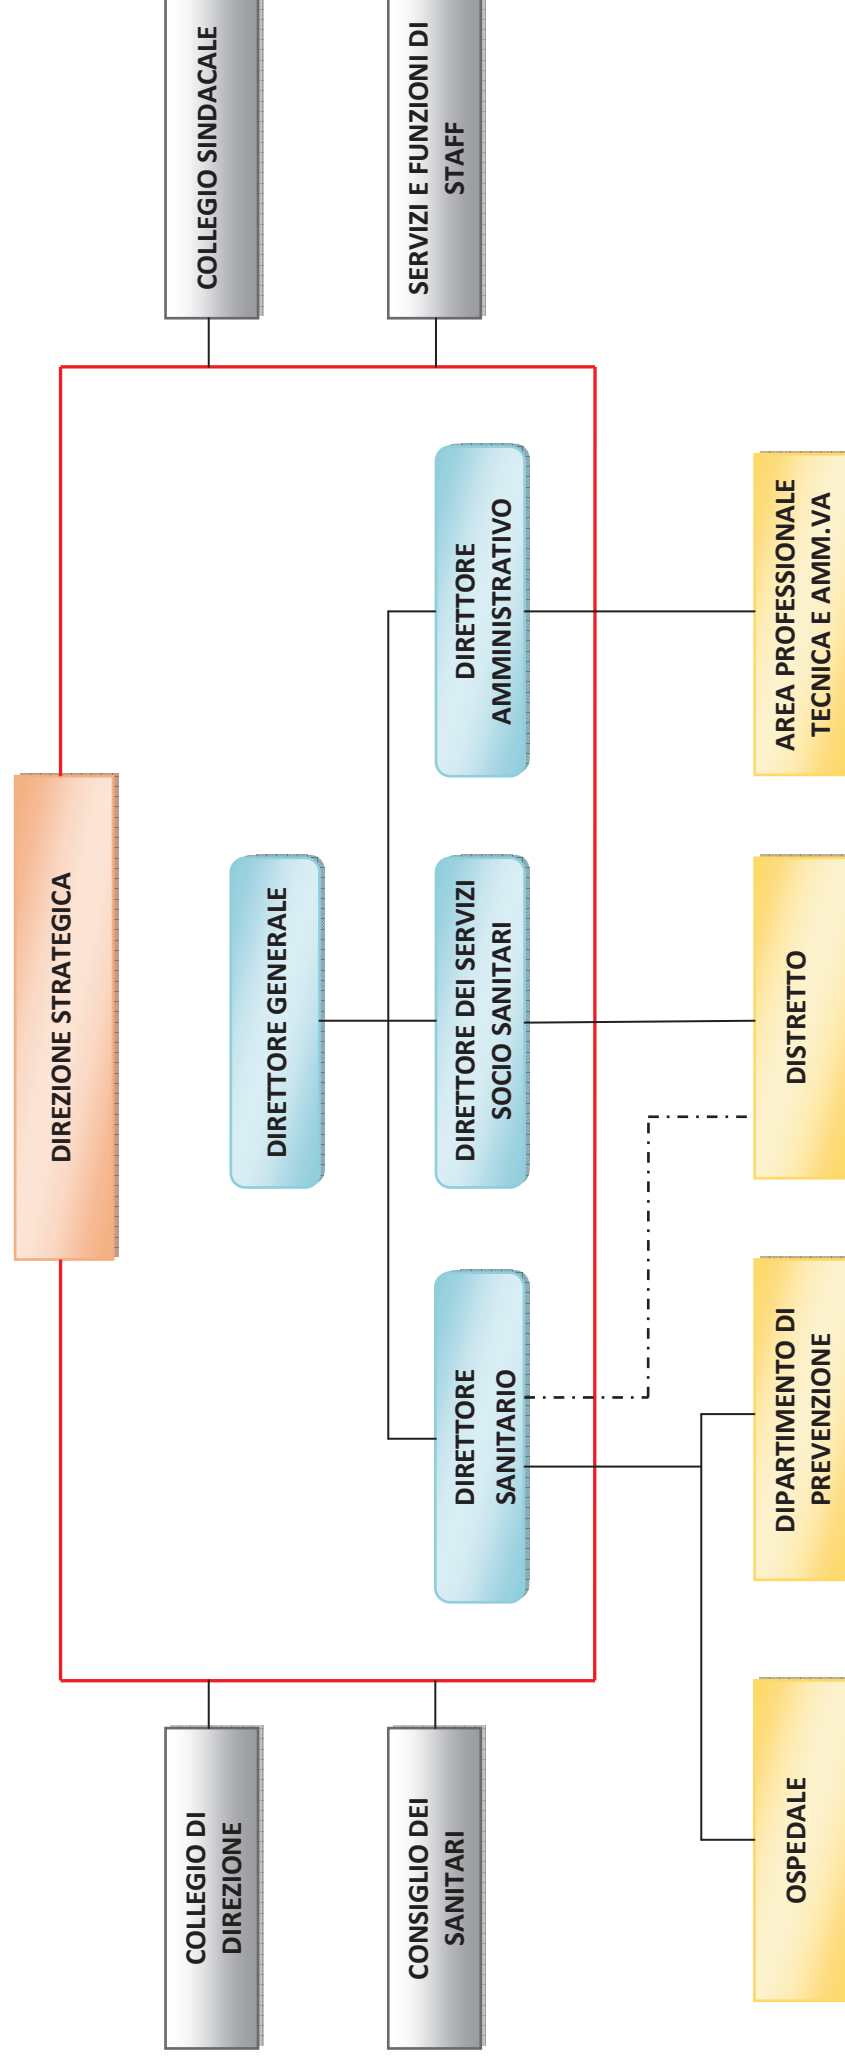 DIREZIONE STRATEGICA
COLLEGIO DI
DIREZIONE
COLLEGIO SINDACALE
DIRETTORE GENERALE
CONSIGLIO DEI
SANITARI
SERVIZI E FUNZIONI DI
STAFF
DIRETTORE
SANITARIO
DIRETTORE DEI SERVIZI
SOCIO SANITARI
DIRETTORE
AMMINISTRATIVO
OSPEDALE
DIPARTIMENTO DI
PREVENZIONE
DISTRETTO
AREA PROFESSIONALE
TECNICA E AMM.VA